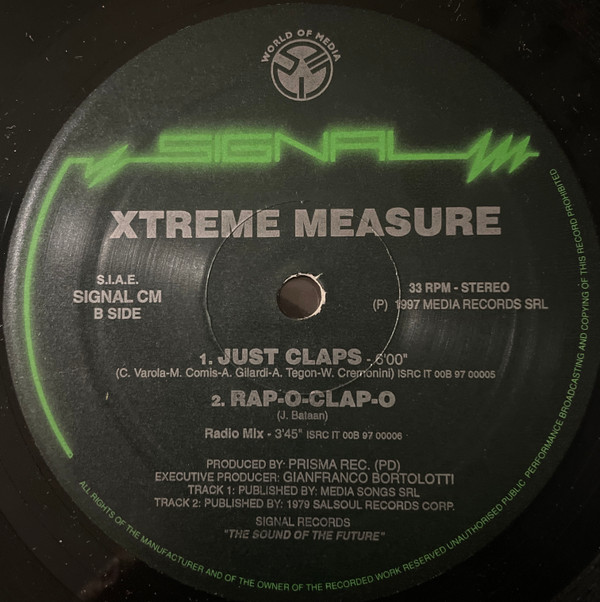 WORLD OF MEDIA
SIGNAL
XTREME MEASURE
S.I.A.E.
SIGNAL CM
B SIDE
33 RPM - STEREO
(P) 1997 MEDIA RECORDS SRL
1. JUST CLAPS - 6'00"
(C. Varola-M. Comis-A. Gilardi-A. Tegon-W. Cremonini) ISRC IT 00B 97 00005
2. RAP-O-CLAP-O
(J. Bataan)
Radio Mix - 3'45" ISRC IT 00B 97 00006
PRODUCED BY: PRISMA REC. (PD)
EXECUTIVE PRODUCER: GIANFRANCO BORTOLOTTI
TRACK 1: PUBLISHED BY: MEDIA SONGS SRL
TRACK 2: PUBLISHED BY: 1979 SALSOUL RECORDS CORP.
SIGNAL RECORDS
"THE SOUND OF THE FUTURE"
ALL RIGHTS OF THE MANUFACTURER AND OF THE OWNER OF THE RECORDED WORK RESERVED UNAUTHORISED PUBLIC PERFORMANCE BROADCASTING AND COPYING OF THIS RECORD PROHIBITED